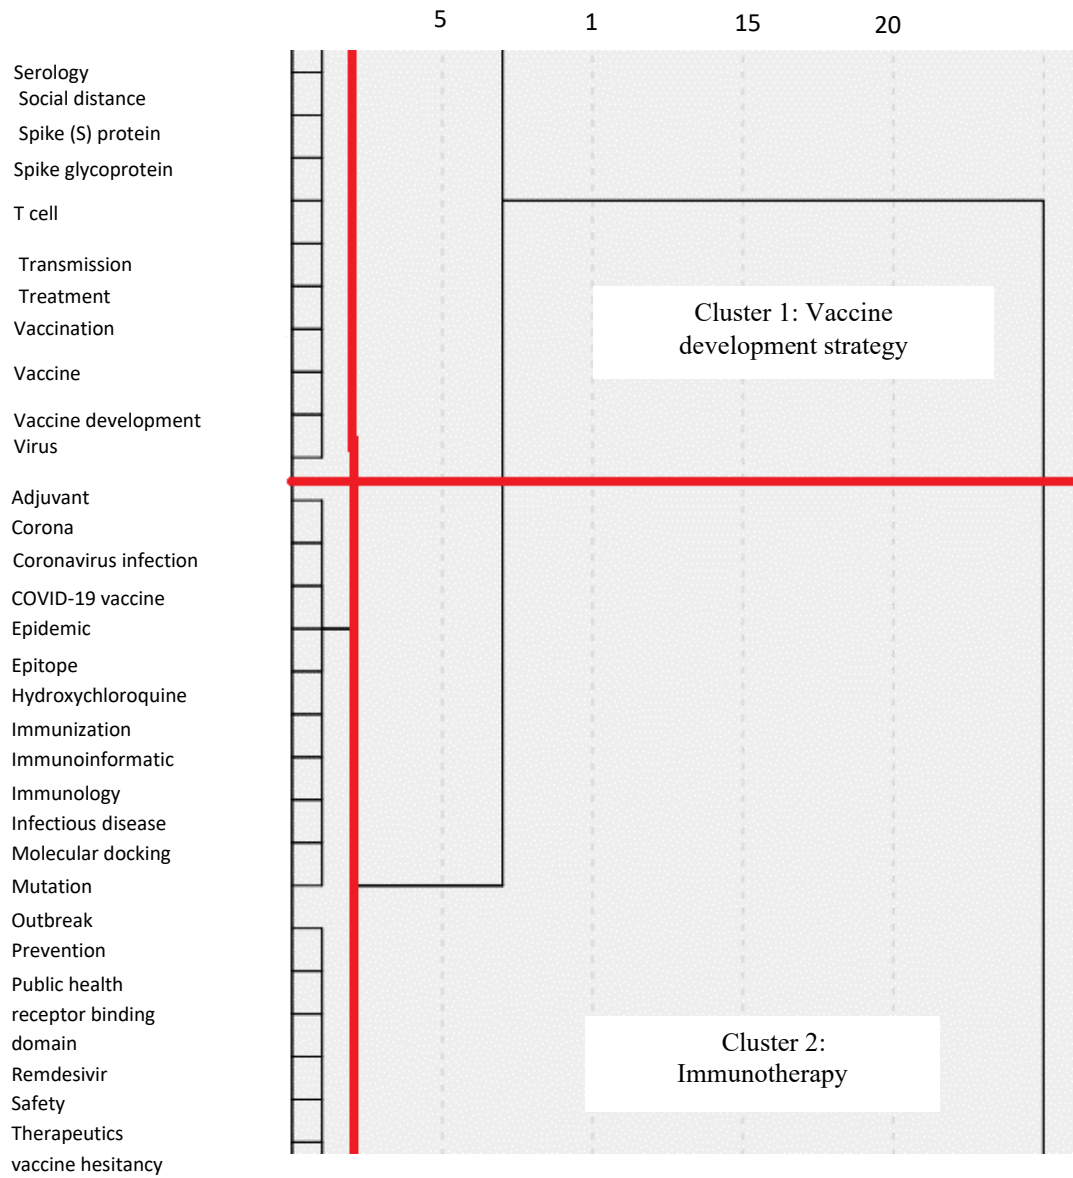 5 1 15 20
Serology
Social distance
Spike (S) protein
Spike glycoprotein
T cell
Transmission
Treatment
Cluster 1: Vaccine
development strategy
Vaccination
Vaccine
Vaccine development
Virus
Adjuvant
Corona
Coronavirus infection
COVID-19 vaccine
Epidemic
Epitope
Hydroxychloroquine
Immunization
Immunoinformatic
Immunology
Infectious disease
Molecular docking
Mutation
Outbreak
Prevention
Public health
receptor binding
domain
Cluster 2:
Immunotherapy
Remdesivir
Safety
Therapeutics
vaccine hesitancy